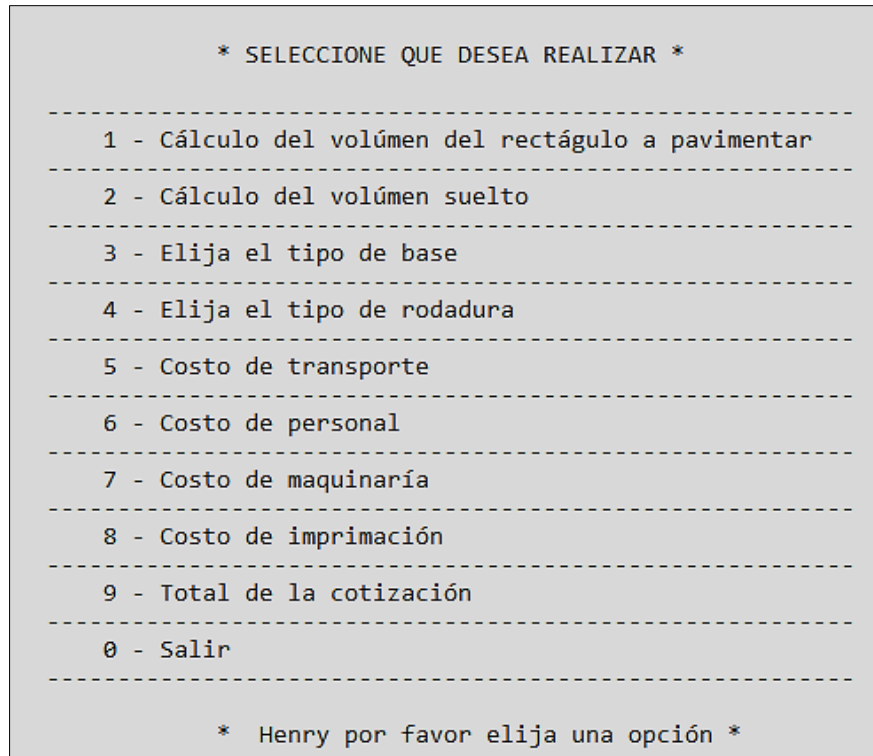 * SELECCIONE QUE DESEA REALIZAR *
---------------------------------------------------------
1 - Cálculo del volúmen del rectágulo a pavimentar
---------------------------------------------------------
2 - Cálculo del volúmen suelto
---------------------------------------------------------
3 - Elija el tipo de base
---------------------------------------------------------
4 - Elija el tipo de rodadura
---------------------------------------------------------
5 - Costo de transporte
---------------------------------------------------------
6 - Costo de personal
---------------------------------------------------------
7 - Costo de maquinaría
---------------------------------------------------------
8 - Costo de imprimación
---------------------------------------------------------
9 - Total de la cotización
---------------------------------------------------------
0 - Salir
---------------------------------------------------------
* Henry por favor elija una opción *